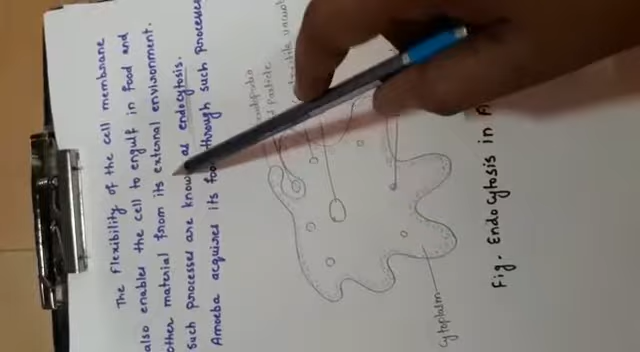 The flexibility of the cell membrane
also enables the cell to engulf in food and
other material from its external environment.
Such processes are known as endocytosis.
Amoeba acquires its food through such processes
Particle
cytoplasm
Fig. Endocytosis in